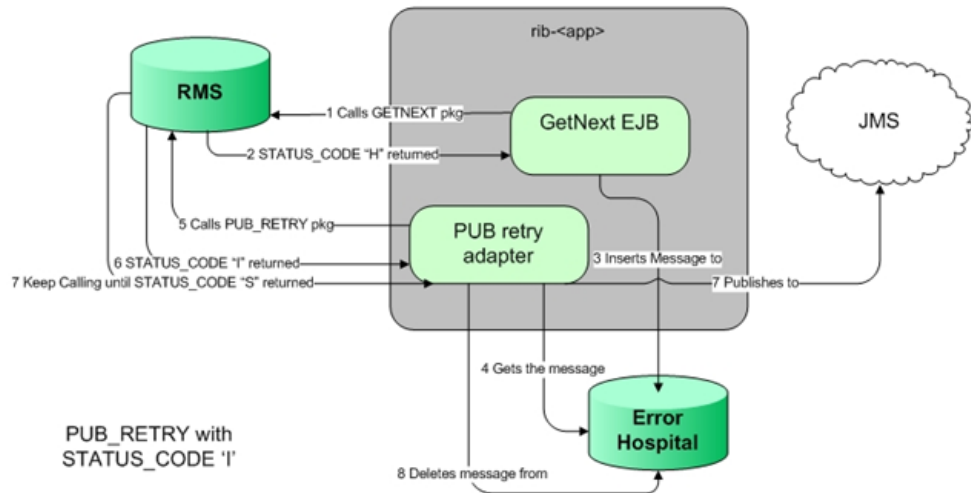 rib-<app>
RMS
1 Calls GETNEXT pkg
GetNext EJB
JMS
2 STATUS_CODE “H” returned
5 Calls PUB_RETRY pkg
PUB retry
adapter
3 Inserts Message to
6 STATUS_CODE “I” returned
7 Keep Calling until STATUS_CODE “S” returned
7 Publishes to
4 Gets the message
Error
Hospital
PUB_RETRY with
STATUS_CODE ‘I’
8 Deletes message from